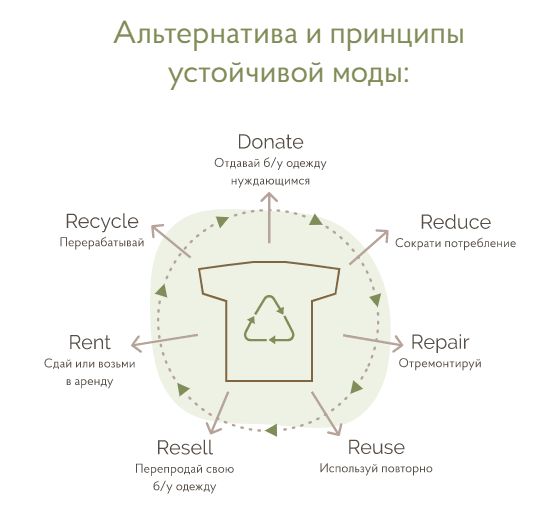 Альтернатива и принципы
устойчивой моды:
Donate
Отдавай б/у одежду
нуждающимся
Recycle
Перерабатывай
Reduce
Сократи потребление
Rent
Сдай или возьми
в аренду
Repair
Отремонтируй
Resell
Перепродай свою
б/у одежду
Reuse
Используй повторно